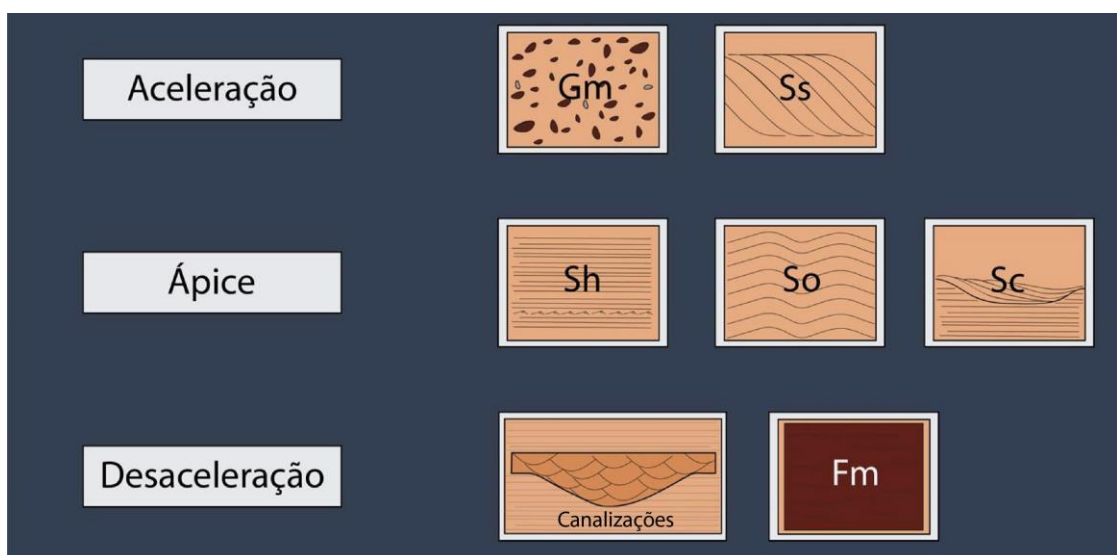 Aceleração
Gm
Ss
Ápice
Sh
So
Sc
Desaceleração
Canalizações
Fm